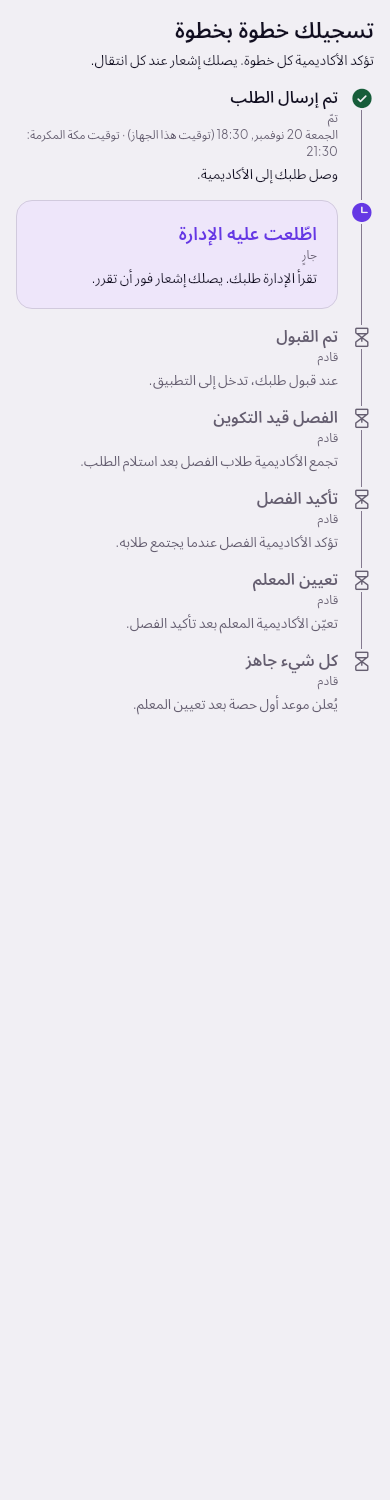 تسجيلك خطوة بخطوة
تؤكد الأكاديمية كل خطوة. يصلك إشعار عند كل انتقال.
تم إرسال الطلب
تمّ
الجمعة 20 نوفمبر، 18:30 (توقيت هذا الجهاز) · توقيت مكة المكرمة:
21:30
وصل طلبك إلى الأكاديمية.
اطّلعت عليه الإدارة
جارٍ
تقرأ الإدارة طلبك. يصلك إشعار فور أن تقرر.
تم القبول
قادم
عند قبول طلبك، تدخل إلى التطبيق.
الفصل قيد التكوين
قادم
تجمع الأكاديمية طلاب الفصل بعد استلام الطلب.
تأكيد الفصل
قادم
تؤكد الأكاديمية الفصل عندما يجتمع طلابه.
تعيين المعلم
قادم
تعيّن الأكاديمية المعلم بعد تأكيد الفصل.
كل شيء جاهز
قادم
يُعلن موعد أول حصة بعد تعيين المعلم.